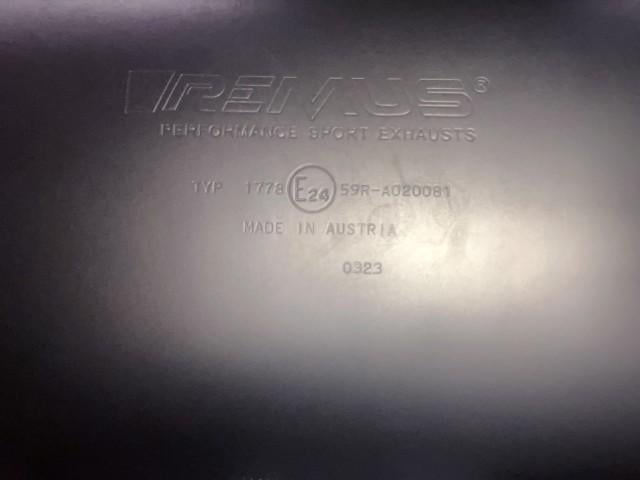 REMUS®
PERFORMANCE SPORT EXHAUSTS
TYP 1778 E24 59R-A020081
MADE IN AUSTRIA
0323